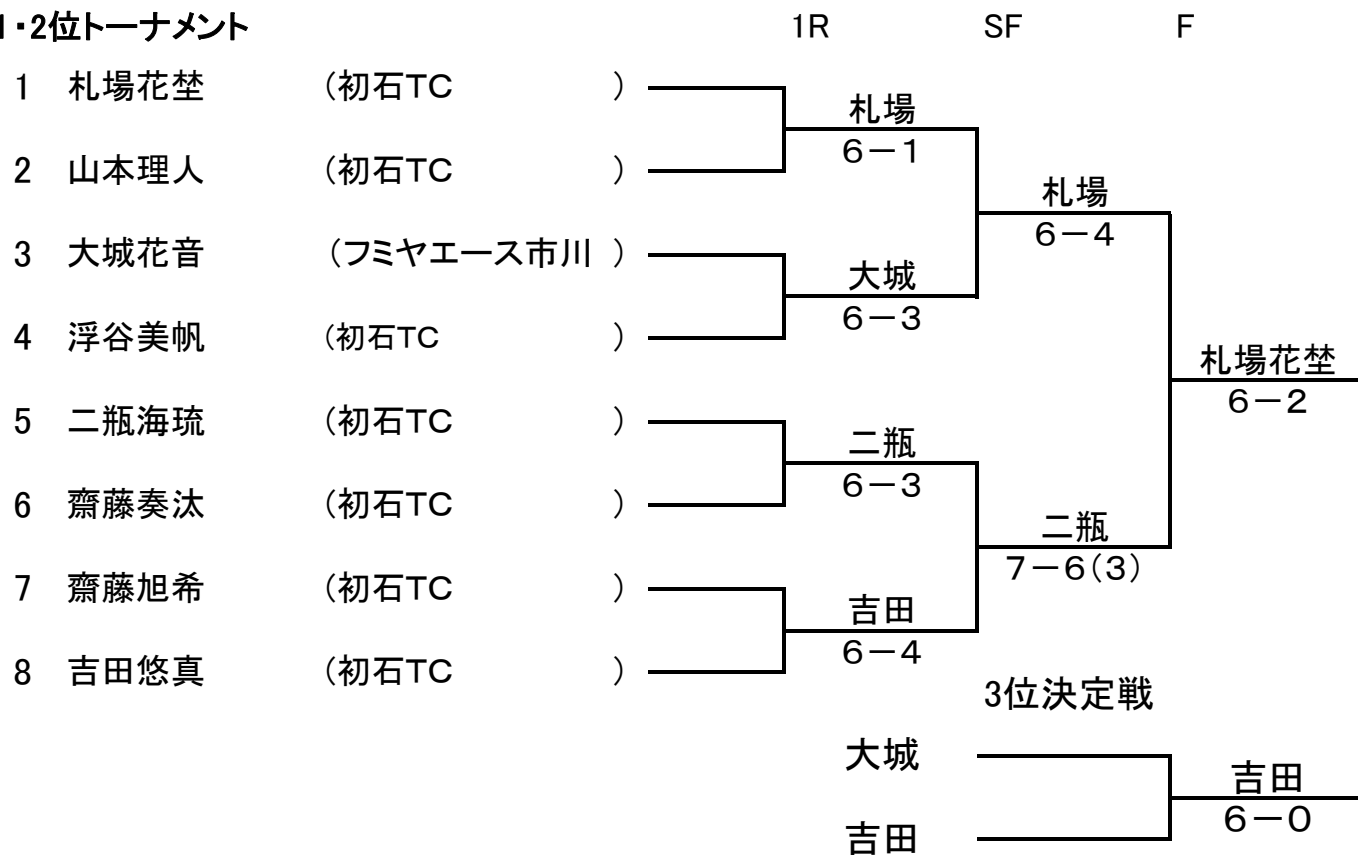 1・2位トーナメント 1R SF F
1 札場花埜 (初石TC )
札場
6-1
2 山本理人 (初石TC )
札場
6-4
3 大城花音 (フミヤエース市川 )
大城
6-3
4 浮谷美帆 (初石TC )
札場花埜
6-2
5 二瓶海琉 (初石TC )
二瓶
6-3
6 齋藤奏汰 (初石TC )
二瓶
7-6(3)
7 齋藤旭希 (初石TC )
吉田
6-4
8 吉田悠真 (初石TC )
3位決定戦
大城
吉田
6-0
吉田